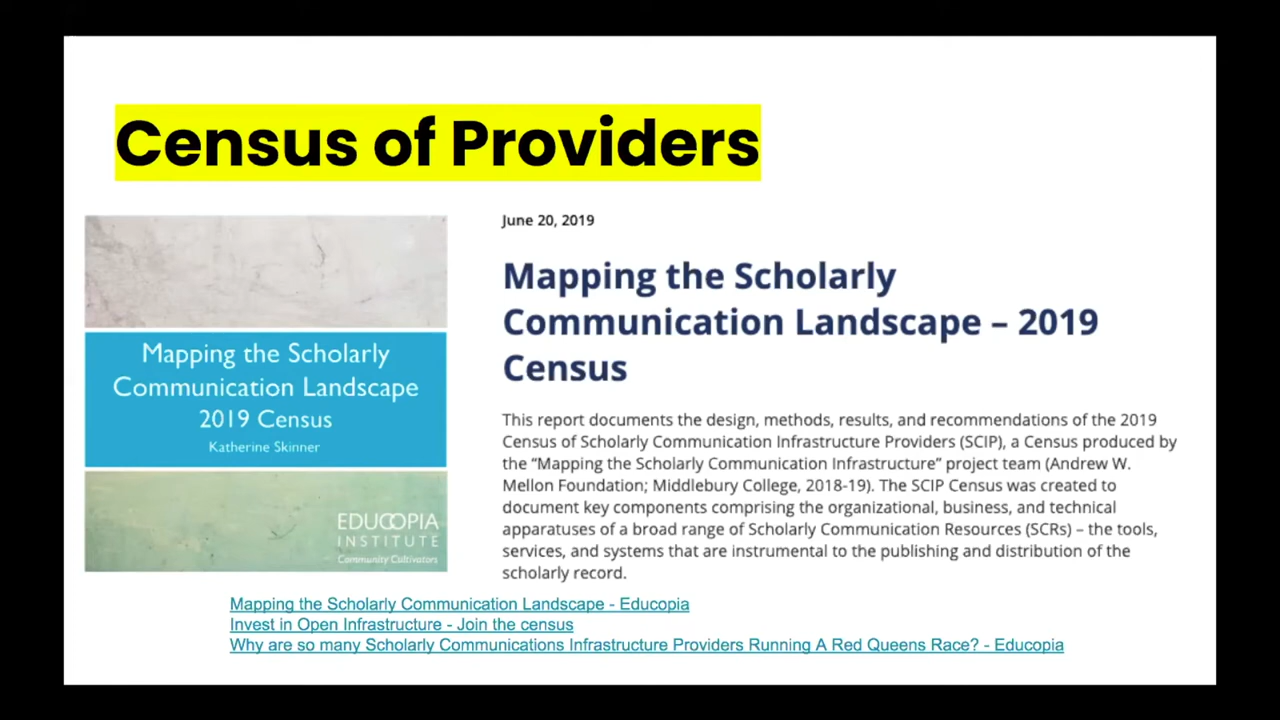 Census of Providers
Mapping the Scholarly
Communication Landscape
2019 Census
Katherine Skinner
EDUCOPIA
INSTITUTE
Community Cultivators
June 20, 2019
Mapping the Scholarly
Communication Landscape – 2019
Census
This report documents the design, methods, results, and recommendations of the 2019
Census of Scholarly Communication Infrastructure Providers (SCIP), a Census produced by
the “Mapping the Scholarly Communication Infrastructure” project team (Andrew W.
Mellon Foundation; Middlebury College, 2018-19). The SCIP Census was created to
document key components comprising the organizational, business, and technical
apparatuses of a broad range of Scholarly Communication Resources (SCRs) – the tools,
services, and systems that are instrumental to the publishing and distribution of the
scholarly record.
Mapping the Scholarly Communication Landscape - Educopia
Invest in Open Infrastructure - Join the census
Why are so many Scholarly Communications Infrastructure Providers Running A Red Queens Race? - Educopia